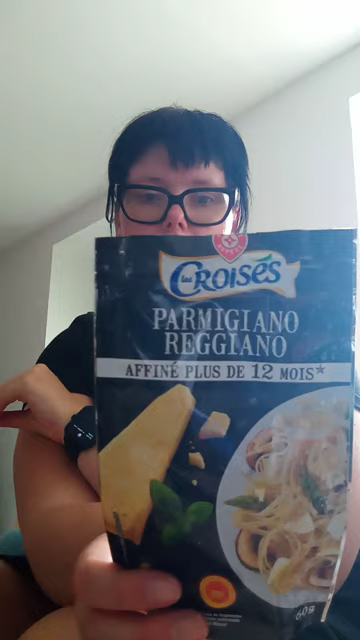 les
CROISÉS
PARMIGIANO
REGGIANO
AFFINÉ PLUS DE 12 MOIS*
60g